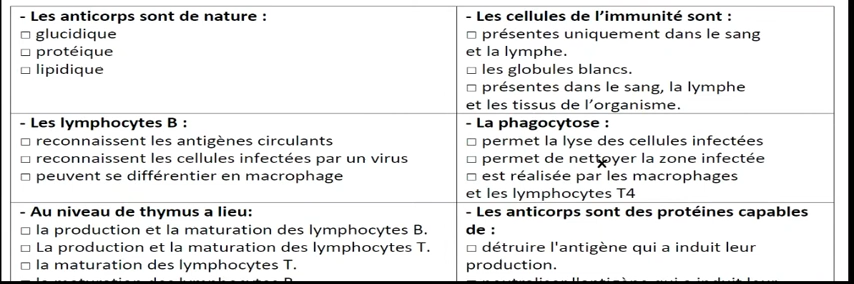 - Les anticorps sont de nature :
□ glucidique
□ protéique
□ lipidique
- Les cellules de l’immunité sont :
□ présentes uniquement dans le sang
et la lymphe.
□ les globules blancs.
□ présentes dans le sang, la lymphe
et les tissus de l’organisme.
- Les lymphocytes B :
□ reconnaissent les antigènes circulants
□ reconnaissent les cellules infectées par un virus
□ peuvent se différentier en macrophage
- La phagocytose :
□ permet la lyse des cellules infectées
□ permet de nettoyer la zone infectée
□ est réalisée par les macrophages
et les lymphocytes T4
- Au niveau de thymus a lieu:
□ la production et la maturation des lymphocytes B.
□ La production et la maturation des lymphocytes T.
□ la maturation des lymphocytes T.
- Les anticorps sont des protéines capables
de :
□ détruire l'antigène qui a induit leur
production.